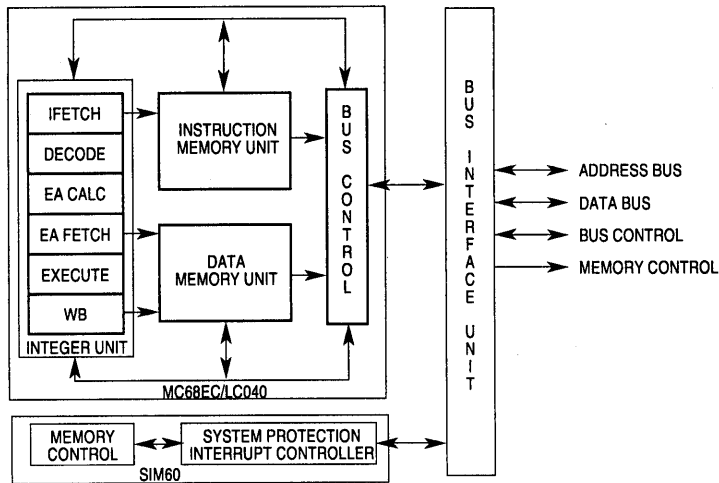 IFETCH
DECODE
EA CALC
EA FETCH
EXECUTE
WB
INTEGER UNIT
INSTRUCTION
MEMORY UNIT
DATA
MEMORY UNIT
BUS CONTROL
MC68EC/LC040
MEMORY
CONTROL
SYSTEM PROTECTION
INTERRUPT CONTROLLER
SIM60
BUS INTERFACE UNIT
ADDRESS BUS
DATA BUS
BUS CONTROL
MEMORY CONTROL